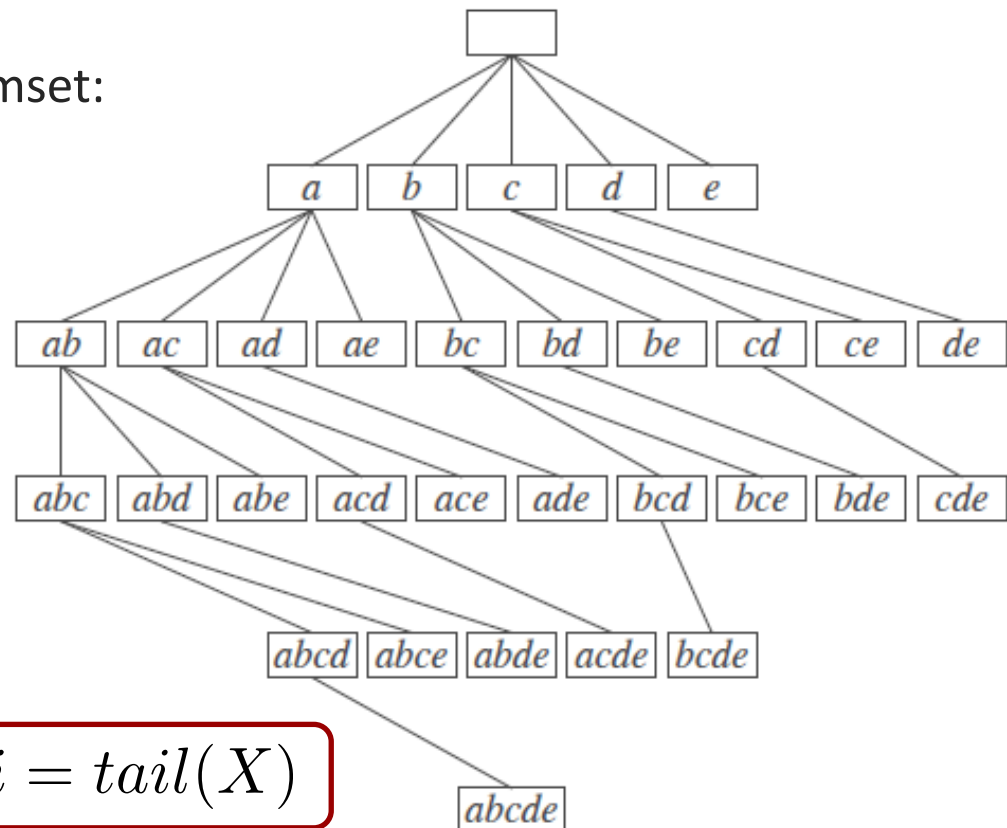 mset:
a b c d e
ab ac ad ae bc bd be cd ce de
abc abd abe acd ace ade bcd bce bde cde
abcd abce abde acde bcde
i = tail(X)
abcde